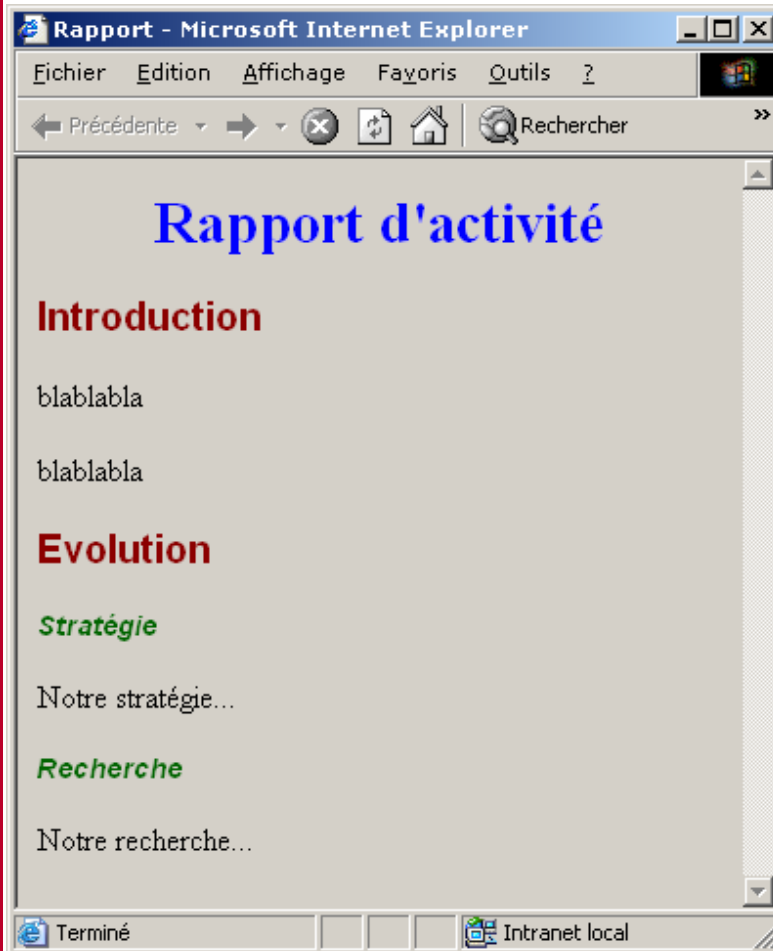 Rapport - Microsoft Internet Explorer
Fichier Edition Affichage Favoris Outils ?
Précédente Rechercher »
Rapport d'activité
Introduction
blablabla
blablabla
Evolution
Stratégie
Notre stratégie...
Recherche
Notre recherche...
Terminé Intranet local